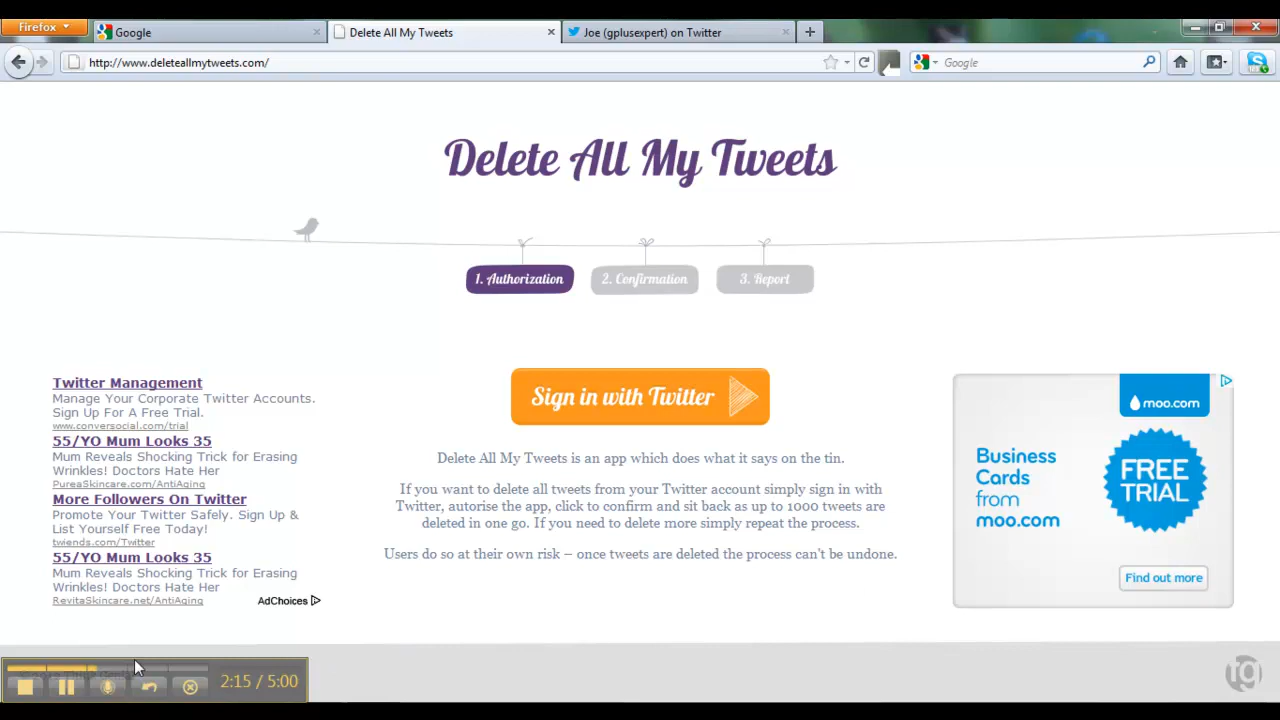 Firefox
Google
Delete All My Tweets
Joe (gplusexpert) on Twitter
http://www.deleteallmytweets.com/
Google
Delete All My Tweets
1. Authorization
2. Confirmation
3. Report
Twitter Management
Manage Your Corporate Twitter Accounts.
Sign Up For A Free Trial.
www.conversocial.com/trial
55/YO Mum Looks 35
Mum Reveals Shocking Trick for Erasing
Wrinkles! Doctors Hate Her
PureaSkincare.com/AntiAging
More Followers On Twitter
Promote Your Twitter Safely. Sign Up &
List Yourself Free Today!
twiends.com/Twitter
55/YO Mum Looks 35
Mum Reveals Shocking Trick for Erasing
Wrinkles! Doctors Hate Her
RevitaSkincare.net/AntiAging
AdChoices
Sign in with Twitter
Delete All My Tweets is an app which does what it says on the tin.
If you want to delete all tweets from your Twitter account simply sign in with
Twitter, autorise the app, click to confirm and sit back as up to 1000 tweets are
deleted in one go. If you need to delete more simply repeat the process.
Users do so at their own risk – once tweets are deleted the process can't be undone.
moo.com
Business
Cards
from
moo.com
FREE
TRIAL
Find out more
2:15 / 5:00
tg